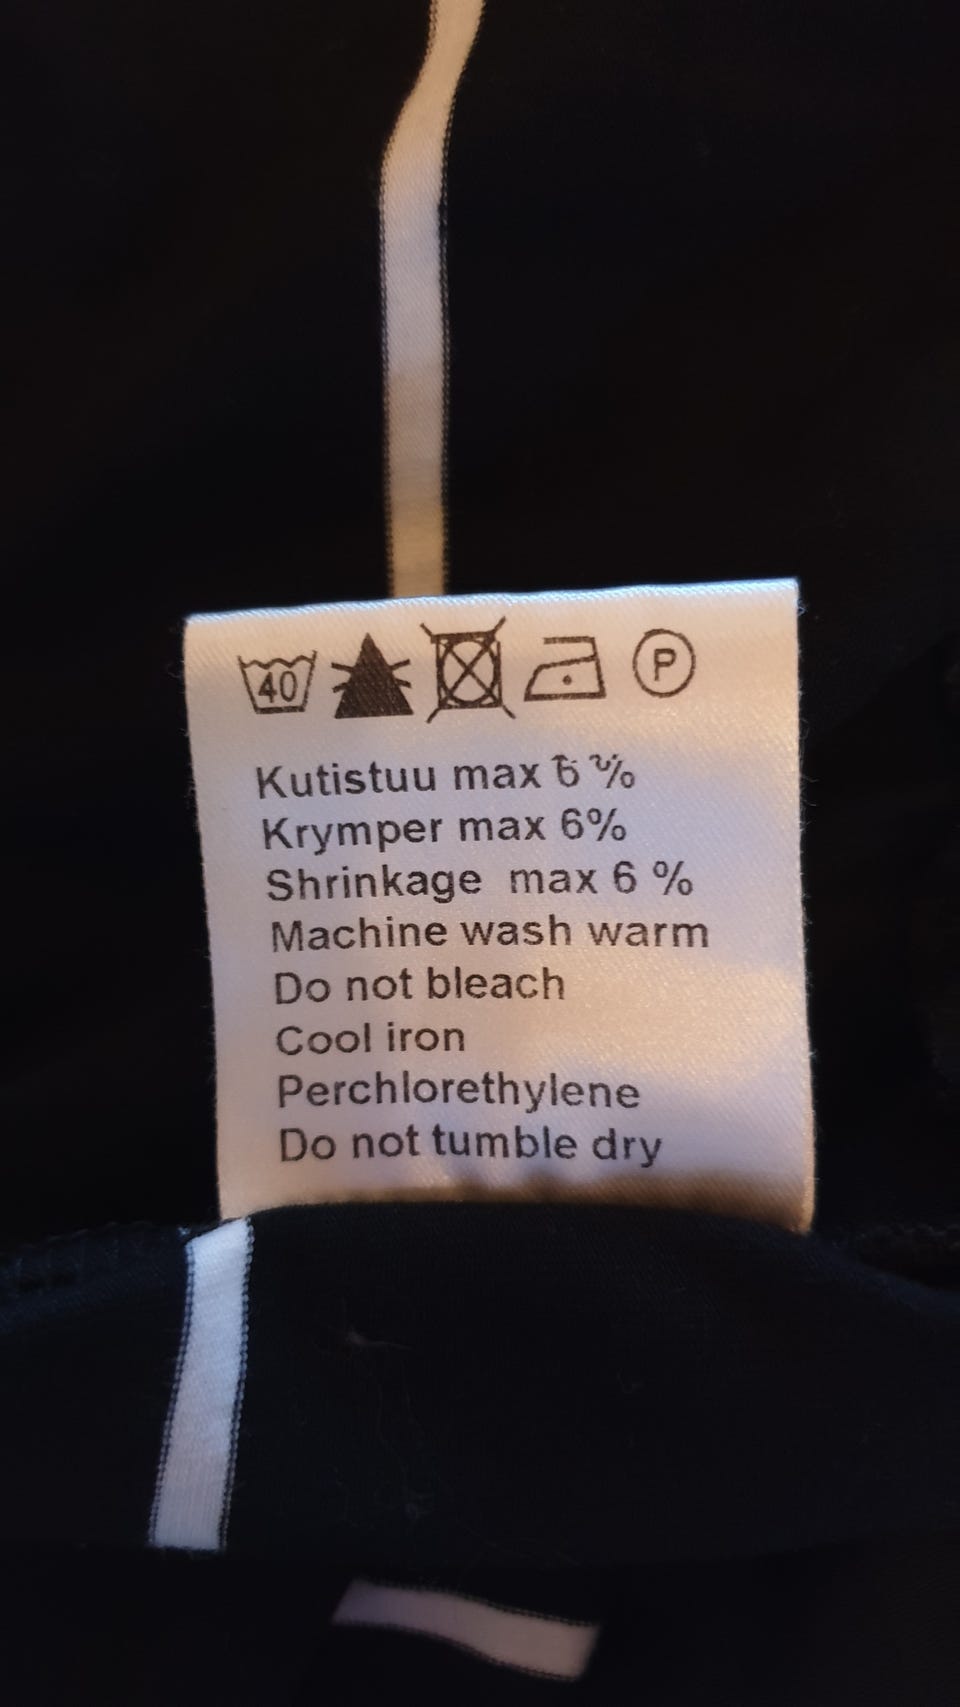 40 P
Kutistuu max 6 %
Krymper max 6%
Shrinkage max 6 %
Machine wash warm
Do not bleach
Cool iron
Perchlorethylene
Do not tumble dry